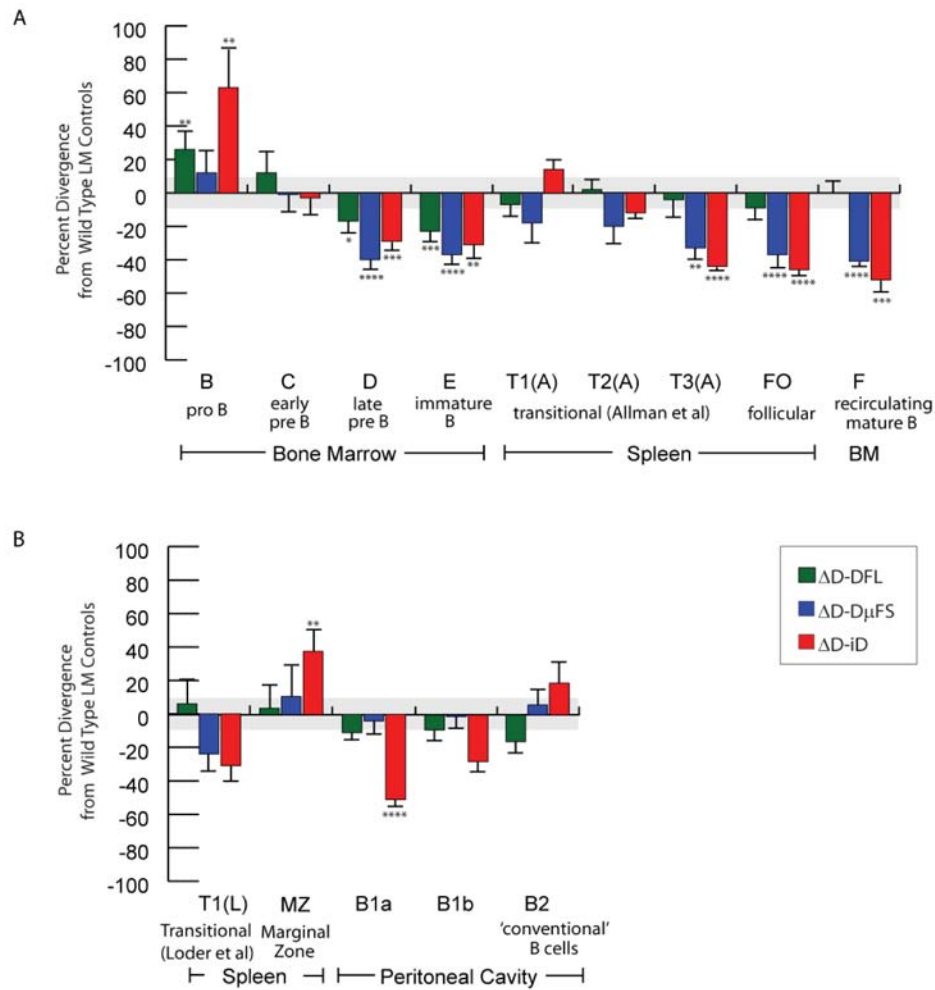 A
Percent Divergence
from Wild Type LM Controls
100
80
60
40
20
0
-20
-40
-60
-80
-100
**
**
*
****
***
***
****
**
**
****
****
****
****
***
B C D E T1(A) T2(A) T3(A) FO F
pro B
early
pre B
late
pre B
immature
B
transitional (Allman et al)
follicular
recirculating
mature B
Bone Marrow Spleen BM
B
Percent Divergence
from Wild Type LM Controls
100
80
60
40
20
0
-20
-40
-60
-80
-100
**
****
ΔD-DFL
ΔD-DμFS
ΔD-iD
T1(L) MZ B1a B1b B2
Transitional
(Loder et al)
Marginal
Zone
'conventional'
B cells
Spleen Peritoneal Cavity